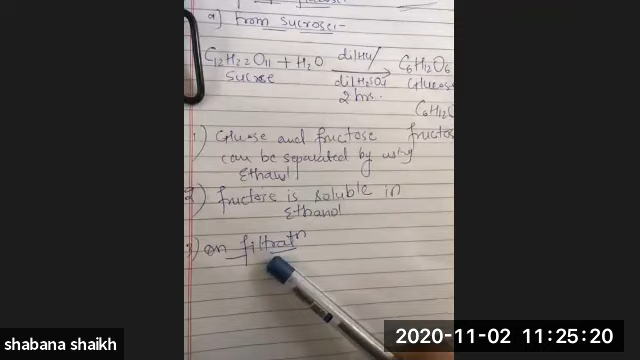 a) from sucrose:-
C12H22O11 + H2O dil HCl/ C6H12O6
Sucrose dil H2SO4 Glucose
2 hrs. C6H12O
1) Glucose and fructose fructose
can be separated by using
Ethanol
2) fructose is soluble in
Ethanol
3) on filtratn
shabana shaikh
2020-11-02 11:25:20